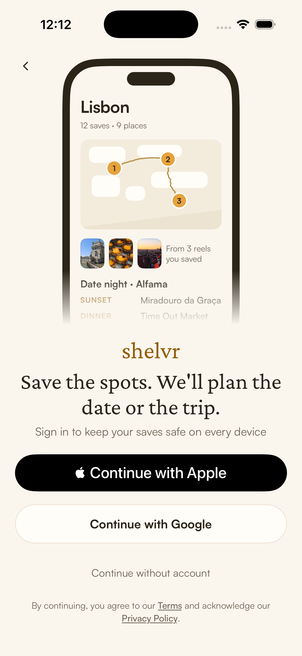 12:12
Lisbon
12 saves · 9 places
1
2
3
From 3 reels
you saved
Date night · Alfama
SUNSET Miradouro da Graça
DINNER Time Out Market
shelvr
Save the spots. We'll plan the
date or the trip.
Sign in to keep your saves safe on every device
Continue with Apple
Continue with Google
Continue without account
By continuing, you agree to our Terms and acknowledge our
Privacy Policy.